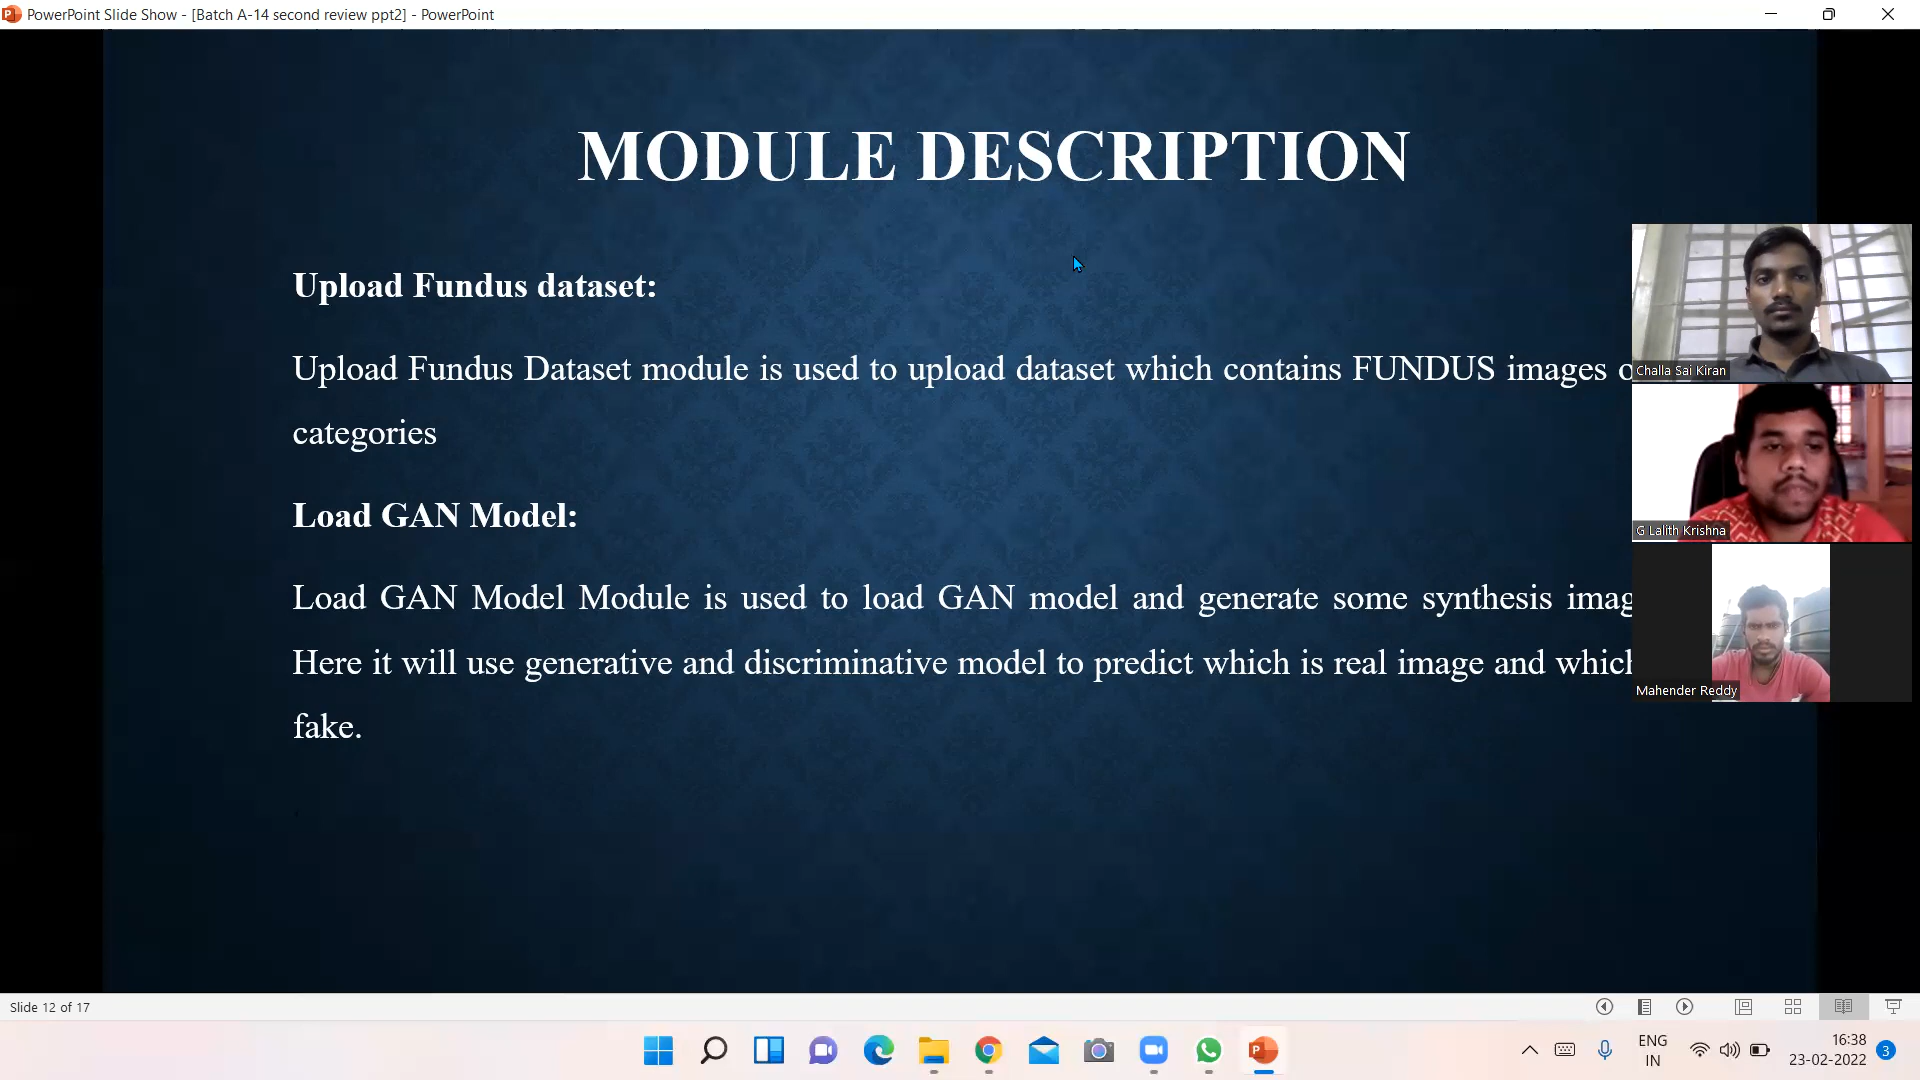 PowerPoint Slide Show - [Batch A-14 second review ppt2] - PowerPoint
MODULE DESCRIPTION
Upload Fundus dataset:
Upload Fundus Dataset module is used to upload dataset which contains FUNDUS images
categories
Load GAN Model:
Load GAN Model Module is used to load GAN model and generate some synthesis
Here it will use generative and discriminative model to predict which is real image and
fake.
Challa Sai Kiran
G Lalith Krishna
Mahender Reddy
Slide 12 of 17
ENG
IN
16:38
23-02-2022
3